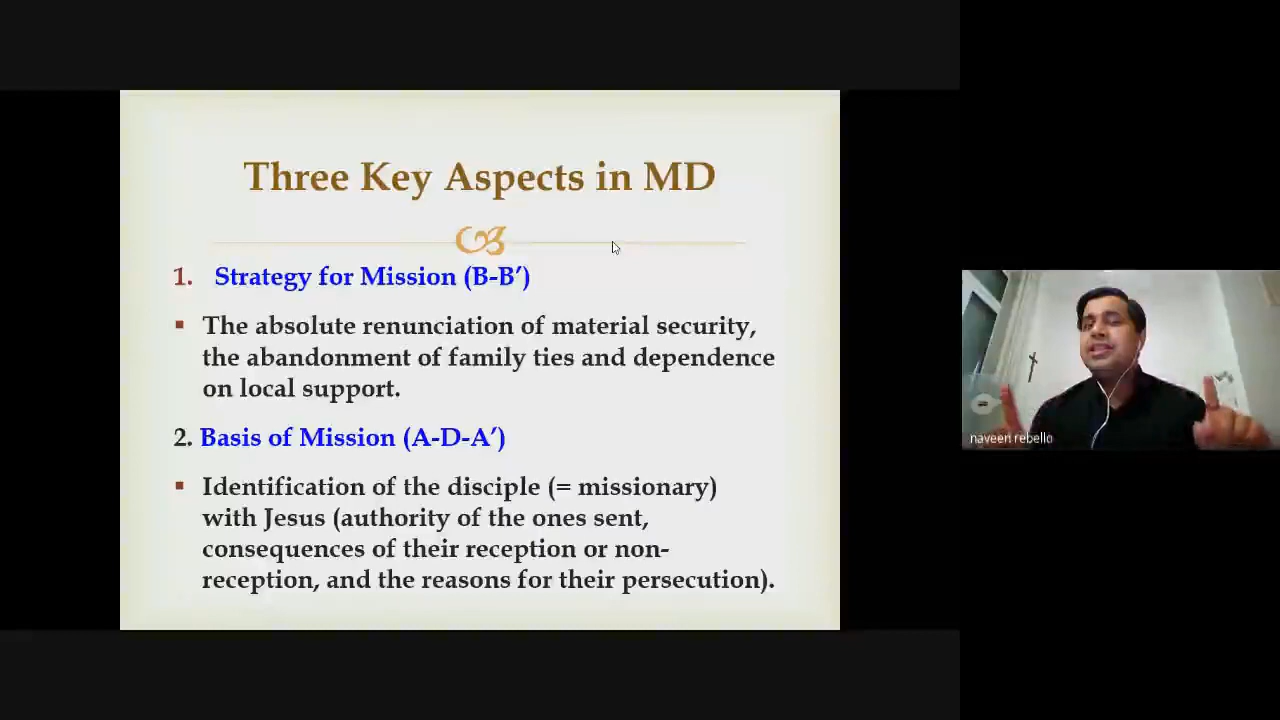 Three Key Aspects in MD
1. Strategy for Mission (B-B’)
▪ The absolute renunciation of material security,
the abandonment of family ties and dependence
on local support.
2. Basis of Mission (A-D-A’)
▪ Identification of the disciple (= missionary)
with Jesus (authority of the ones sent,
consequences of their reception or non-
reception, and the reasons for their persecution).
naveen rebello